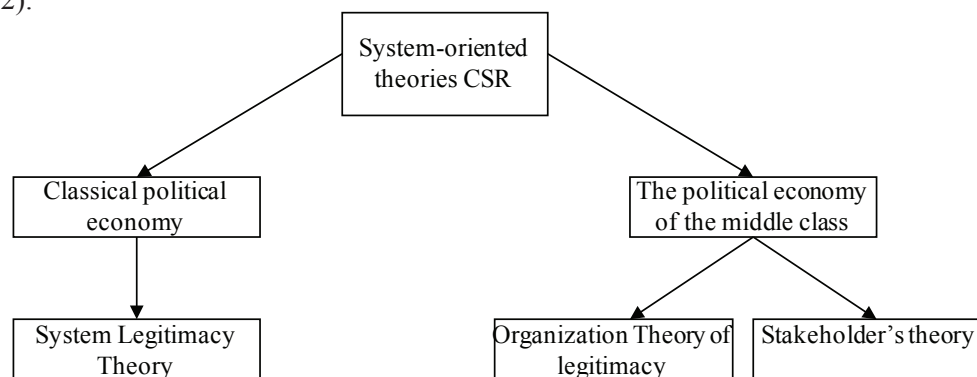 2).
System-oriented
theories CSR
Classical political
economy
The political economy
of the middle class
System Legitimacy
Theory
Organization Theory of
legitimacy
Stakeholder's theory